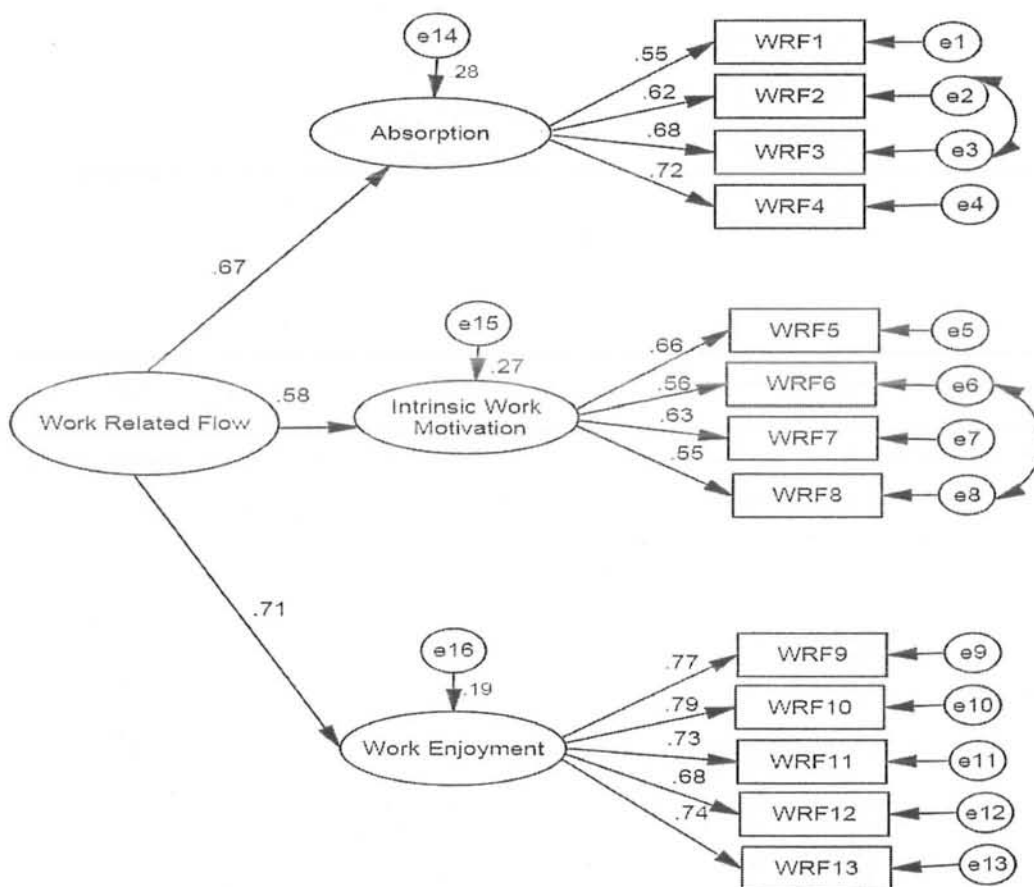 e14
.28
Absorption
.55
WRF1
e1
.62
WRF2
e2
.68
WRF3
e3
.72
WRF4
e4
.67
e15
.27
.66
WRF5
e5
.56
WRF6
e6
.63
WRF7
e7
.55
WRF8
e8
Work Related Flow
.58
Intrinsic Work
Motivation
.71
e16
.19
Work Enjoyment
.77
WRF9
e9
.79
WRF10
e10
.73
WRF11
e11
.68
WRF12
e12
.74
WRF13
e13